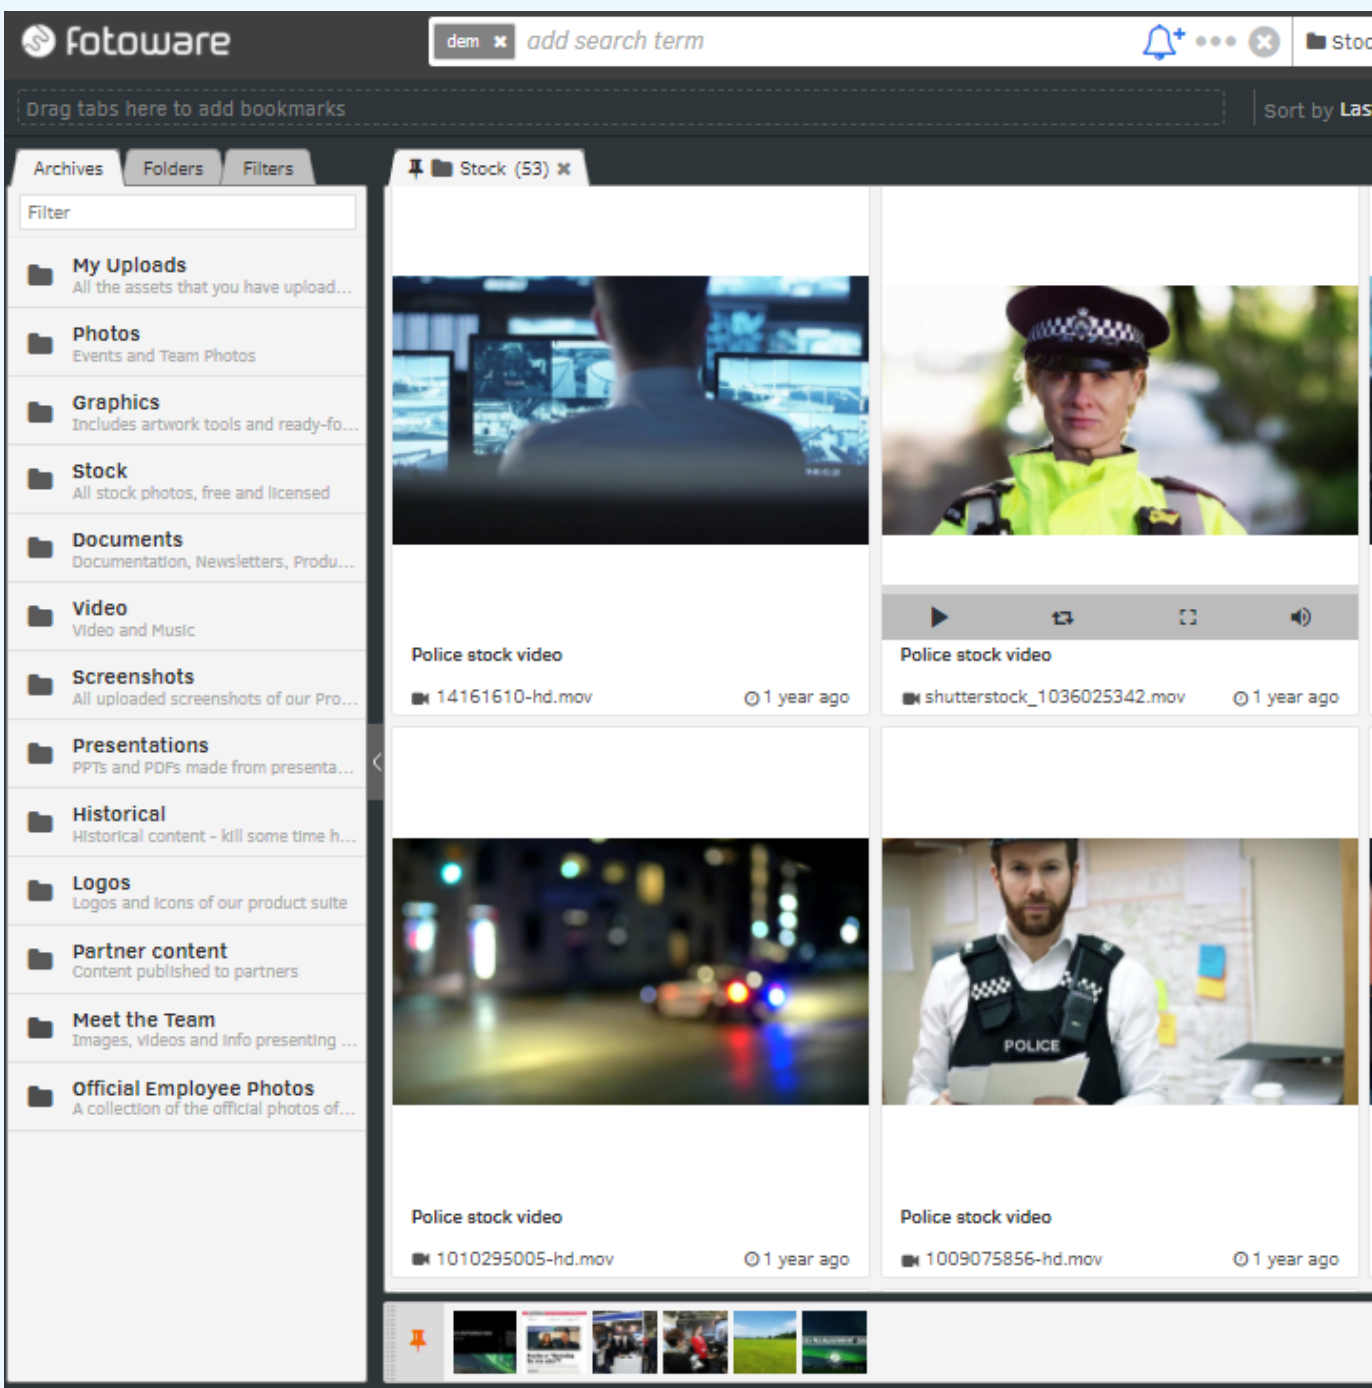 fotoware
dem
add search term
Stoc
Drag tabs here to add bookmarks
Sort by Las
Archives
Folders
Filters
Stock (53)
Filter
My Uploads
All the assets that you have upload...
Photos
Events and Team Photos
Graphics
Includes artwork tools and ready-fo...
Stock
All stock photos, free and licensed
Documents
Documentation, Newsletters, Produ...
Video
Video and Music
Screenshots
All uploaded screenshots of our Pro...
Presentations
PPTs and PDFs made from presenta...
Historical
Historical content - kill some time h...
Logos
Logos and Icons of our product suite
Partner content
Content published to partners
Meet the Team
Images, videos and info presenting ...
Official Employee Photos
A collection of the official photos of...
Police stock video
14161610-hd.mov
1 year ago
Police stock video
shutterstock_1036025342.mov
1 year ago
POLICE
Police stock video
1010295005-hd.mov
1 year ago
Police stock video
1009075856-hd.mov
1 year ago